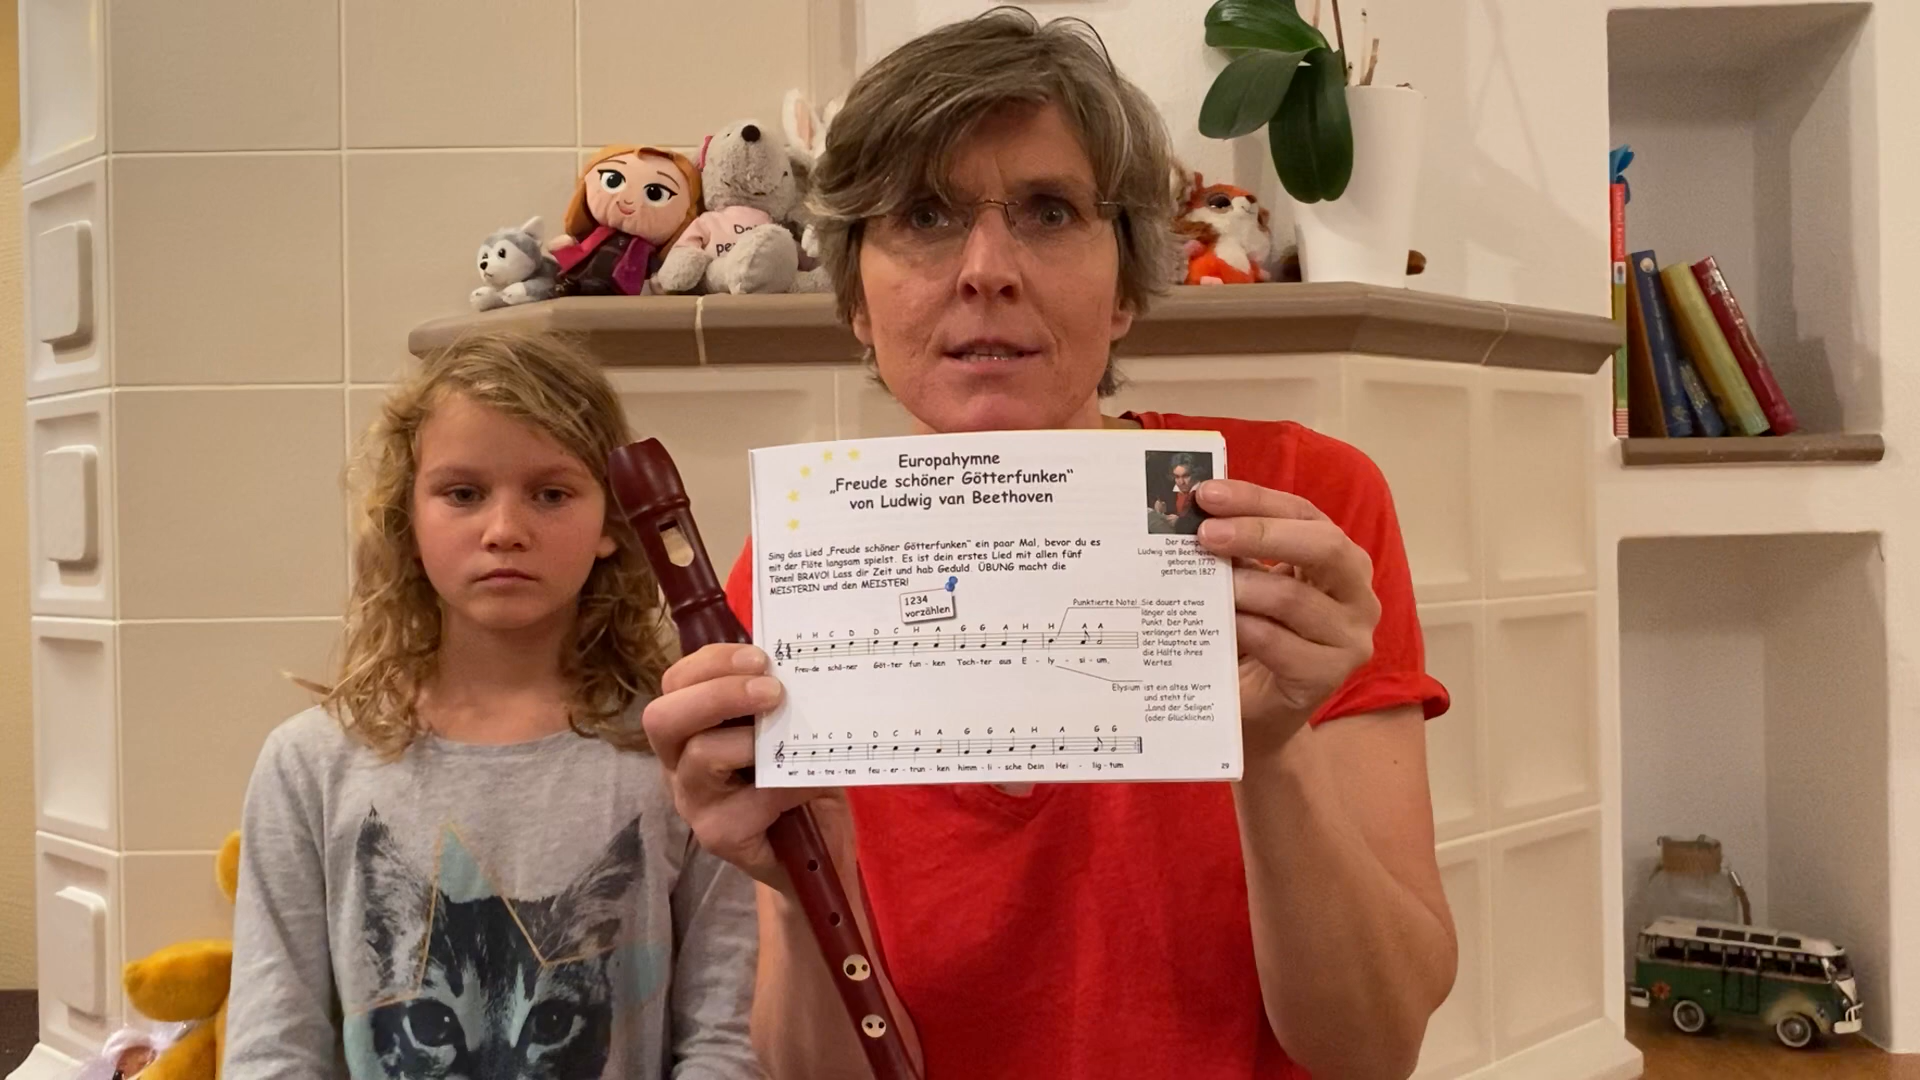 Europahymne
„Freude schöner Götterfunken“
von Ludwig van Beethoven
Sing das Lied „Freude schöner Götterfunken“ ein paar Mal, bevor du es
mit der Flöte langsam spielst. Es ist dein erstes Lied mit allen fünf
Tönen! BRAVO! Lass dir Zeit und hab Geduld. ÜBUNG macht die
MEISTERIN und den MEISTER!
Der
Ludwig van
geboren 1770
gestorben 1827
1234
vorzählen
Punktierte Note! Sie dauert etwas
länger als ohne
Punkt. Der Punkt
verlängert den Wert
der Hauptnote um
die Hälfte ihres
Wertes.
H H C D D C H A G G A H H A A
4
4
Freu-de schö-ner Göt-ter fun - ken Toch-ter aus E - ly - si - um,
Elysium ist ein altes Wort
und steht für
„Land der Seligen“
(oder Glücklichen)
H H C D D C H A G G A H A G G
wir be - tre - ten feu - er - trun - ken himm - li - sche Dein Hei - lig - tum
29